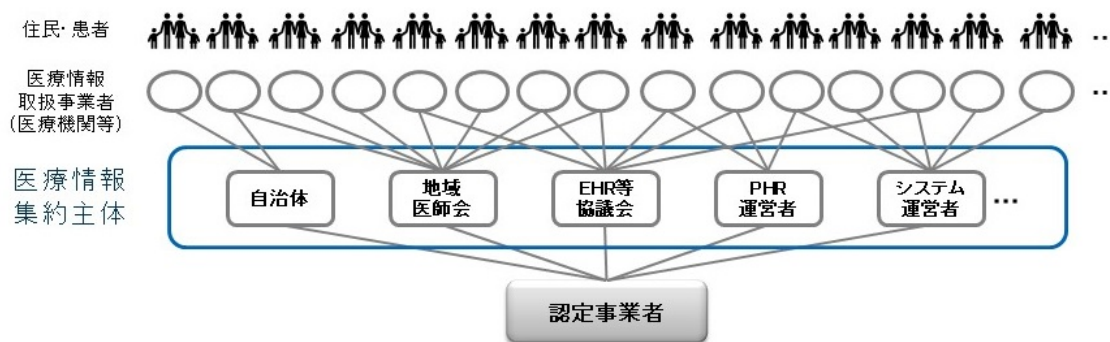 住民・患者
‥
医療情報
取扱事業者
(医療機関等)
‥
医療情報
集約主体
自治体
地域
医師会
EHR等
協議会
PHR
運営者
システム
運営者
…
認定事業者